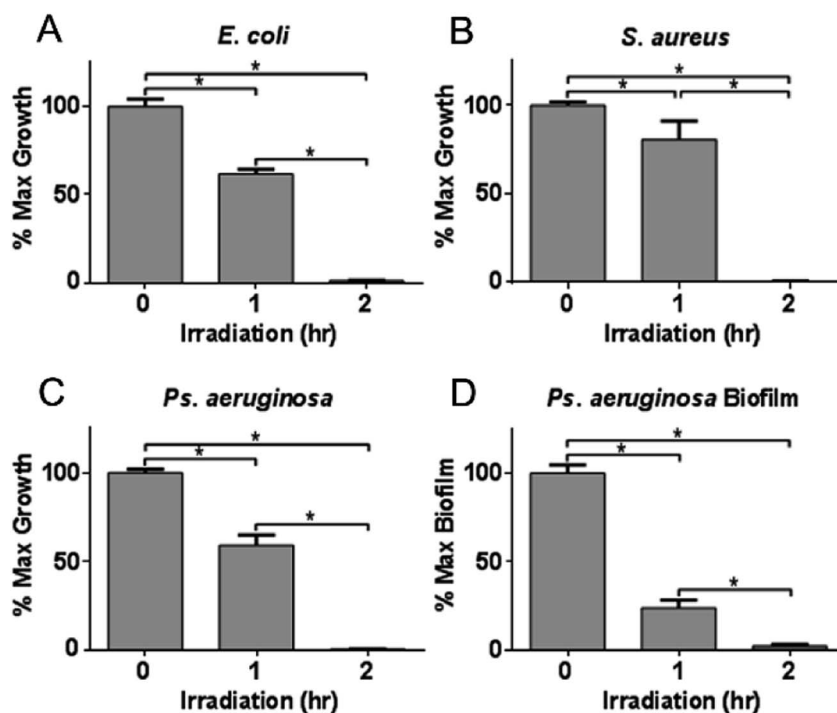 A
E. coli
*
*
*
% Max Growth
100
50
0
0 1 2
Irradiation (hr)
B
S. aureus
*
*
*
% Max Growth
100
50
0
0 1 2
Irradiation (hr)
C
Ps. aeruginosa
*
*
*
% Max Growth
100
50
0
0 1 2
Irradiation (hr)
D
Ps. aeruginosa Biofilm
*
*
*
% Max Biofilm
100
50
0
0 1 2
Irradiation (hr)